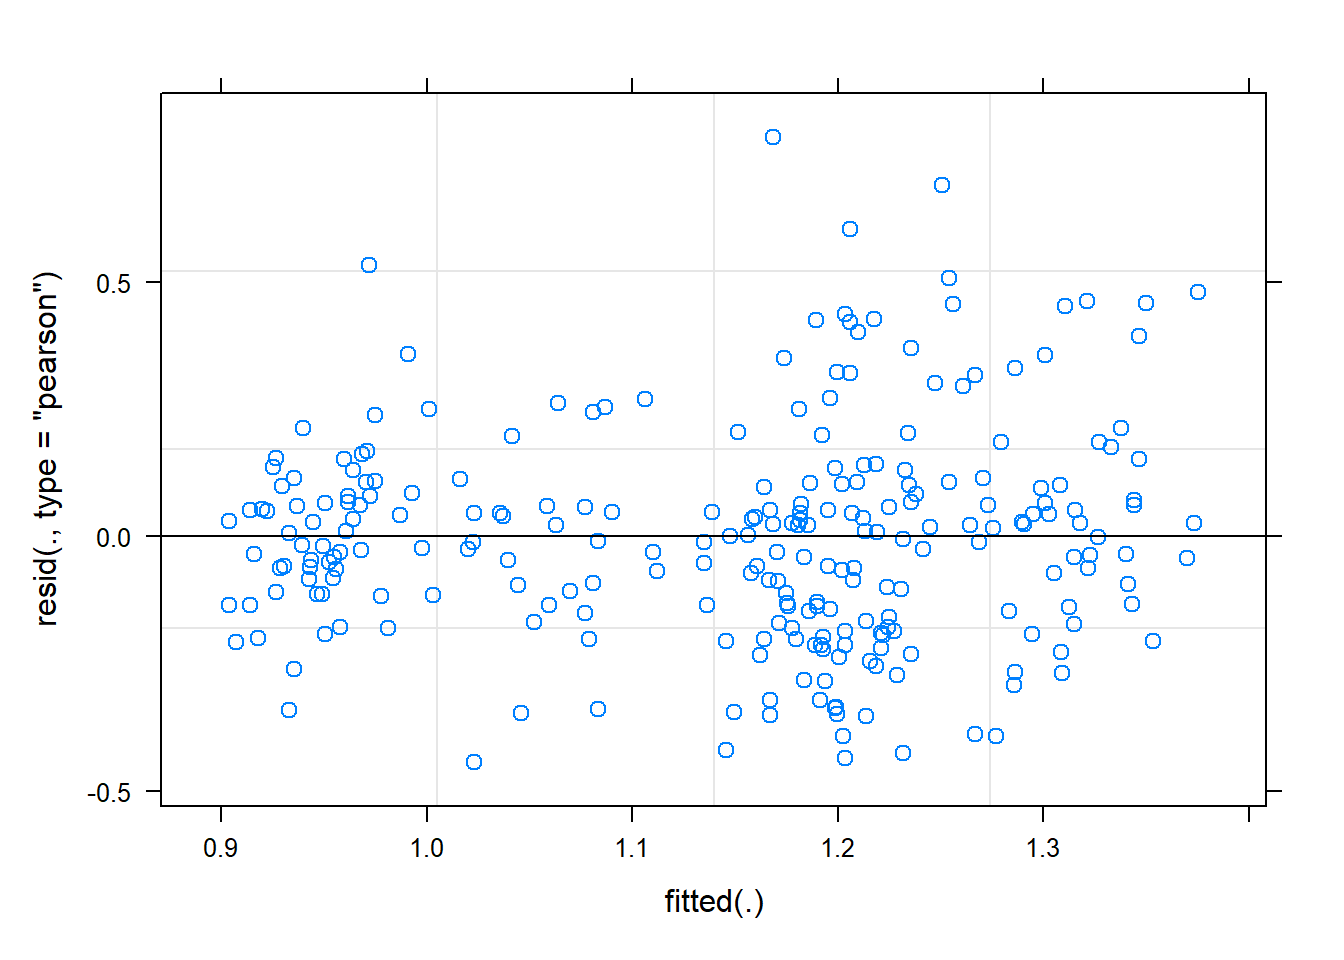 resid(., type = "pearson")
0.5
0.0
-0.5
0.9 1.0 1.1 1.2 1.3
fitted(.)